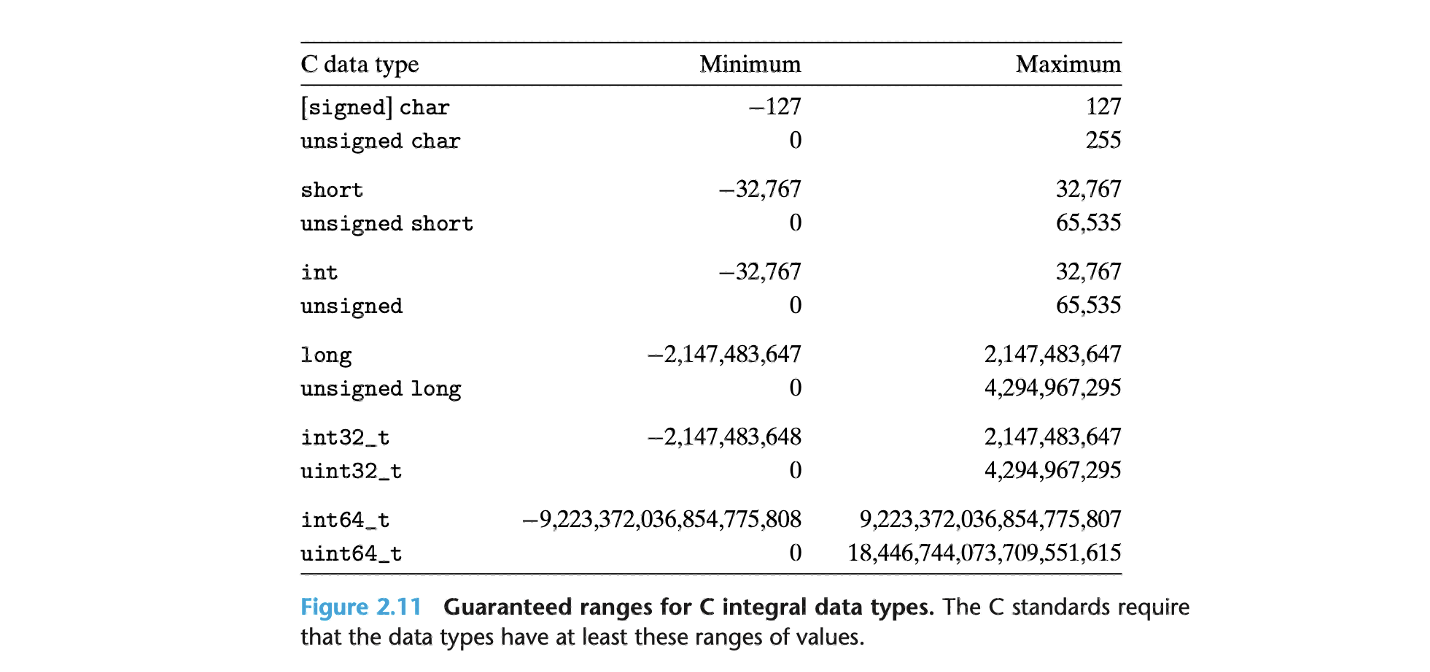 C data type Minimum Maximum
[signed] char −127 127
unsigned char 0 255
short −32,767 32,767
unsigned short 0 65,535
int −32,767 32,767
unsigned 0 65,535
long −2,147,483,647 2,147,483,647
unsigned long 0 4,294,967,295
int32_t −2,147,483,648 2,147,483,647
uint32_t 0 4,294,967,295
int64_t −9,223,372,036,854,775,808 9,223,372,036,854,775,807
uint64_t 0 18,446,744,073,709,551,615
Figure 2.11 Guaranteed ranges for C integral data types. The C standards require
that the data types have at least these ranges of values.